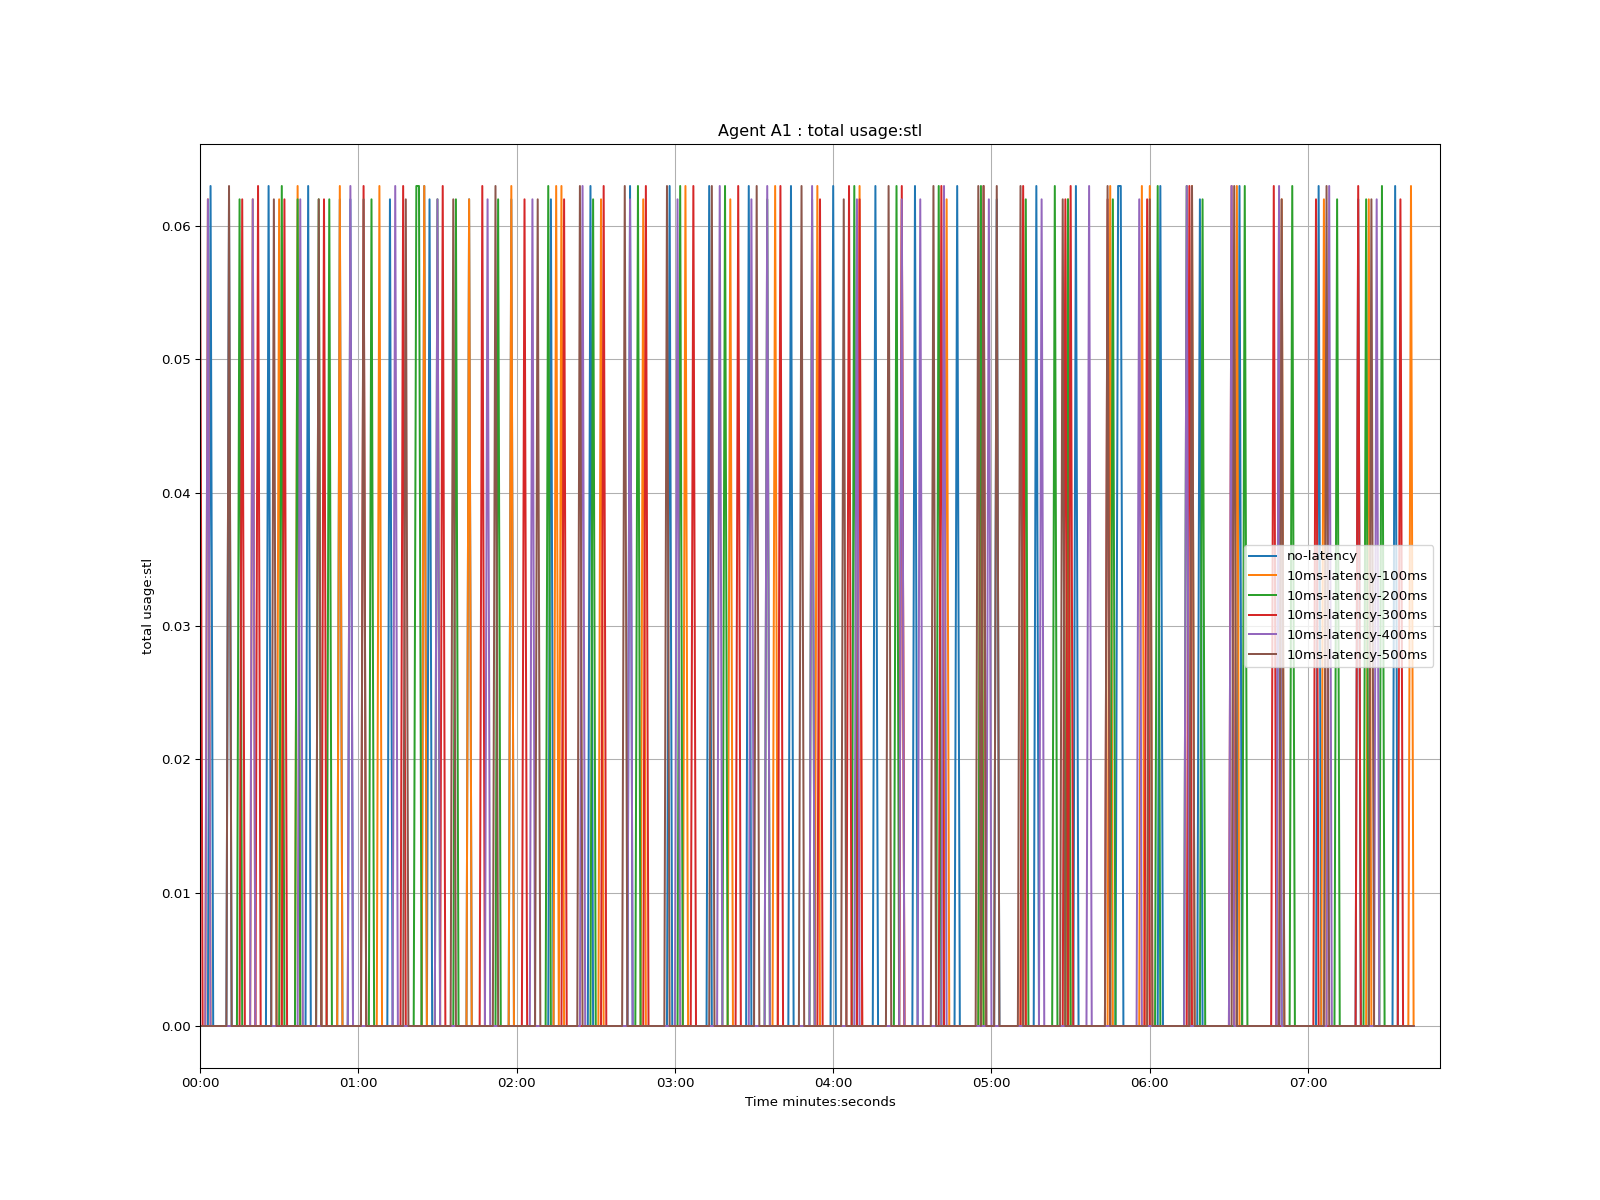 Agent A1 : total usage:stl
total usage:stl
0.06
0.05
0.04
0.03
0.02
0.01
0.00
no-latency
10ms-latency-100ms
10ms-latency-200ms
10ms-latency-300ms
10ms-latency-400ms
10ms-latency-500ms
00:00 01:00 02:00 03:00 04:00 05:00 06:00 07:00
Time minutes:seconds